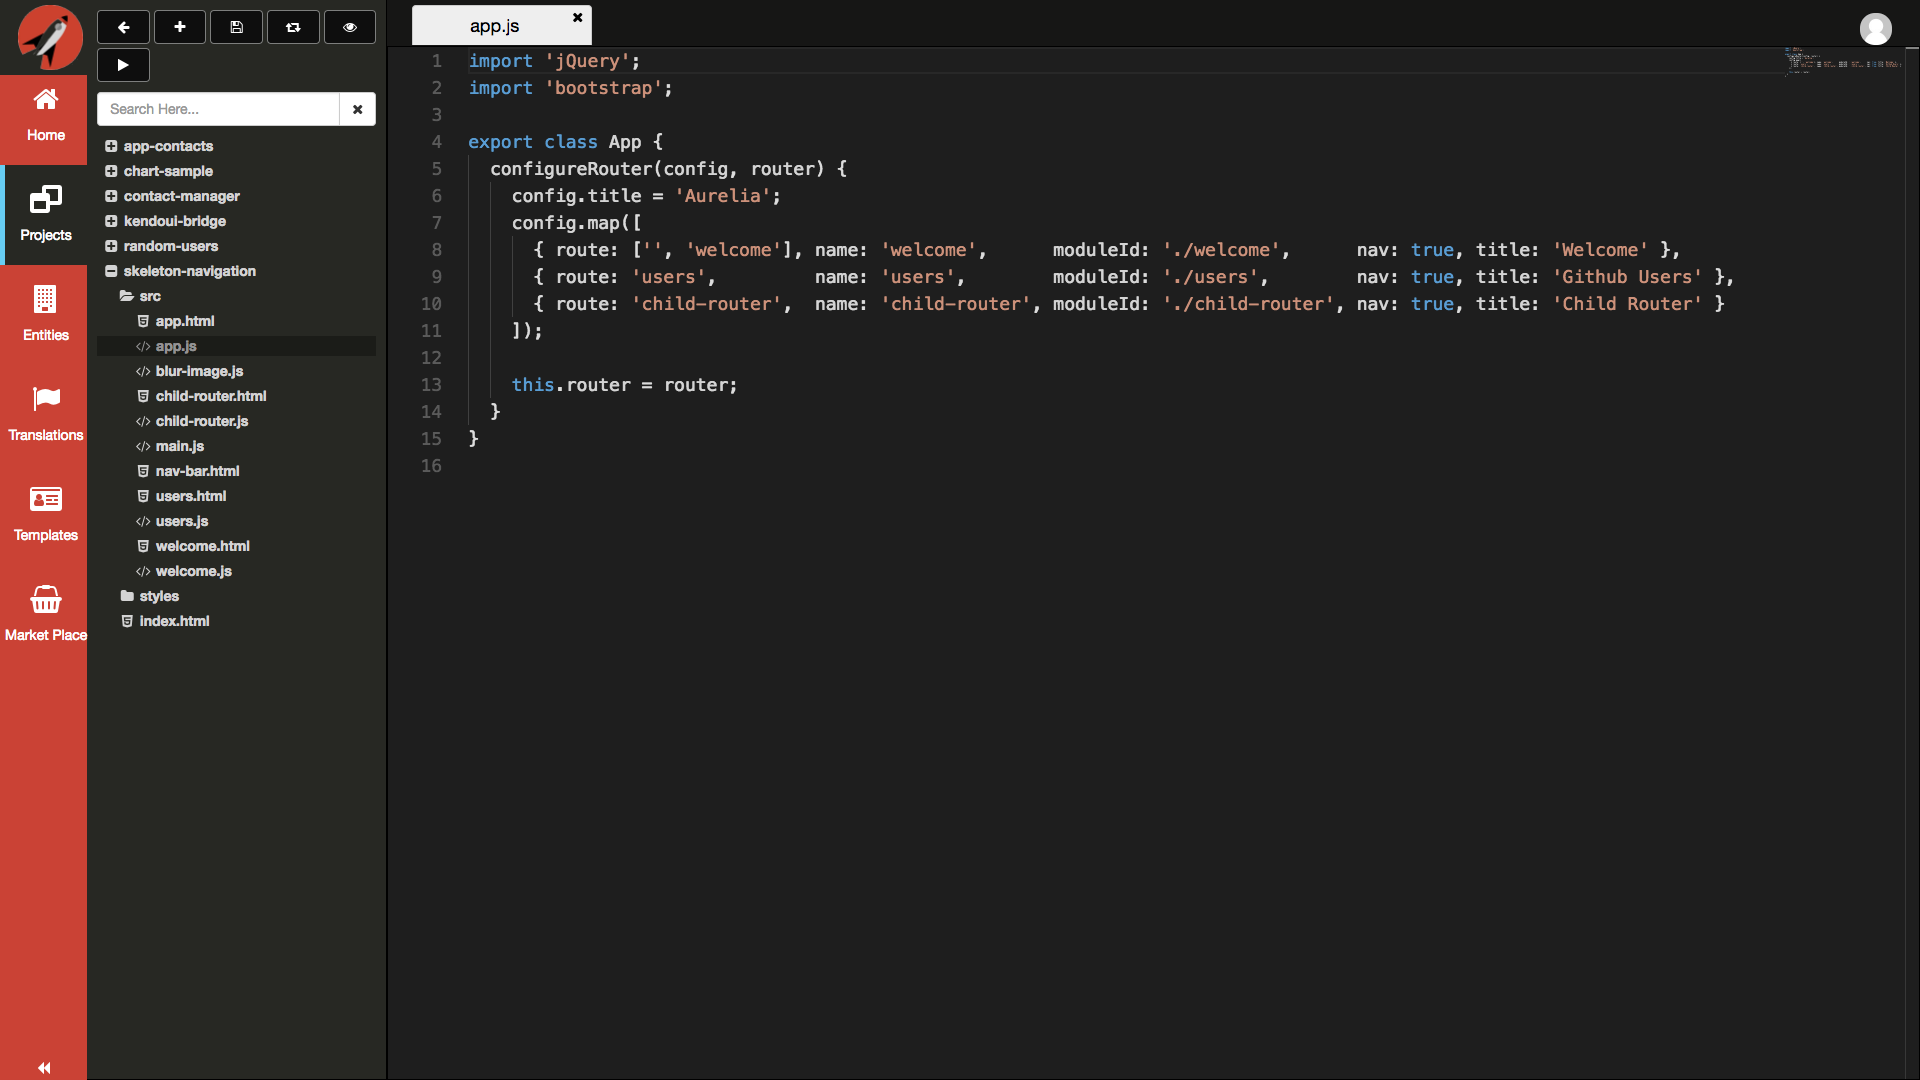 Home
Projects
Entities
Translations
Templates
Market Place
Search Here...
app-contacts
chart-sample
contact-manager
kendoui-bridge
random-users
skeleton-navigation
src
app.html
app.js
blur-image.js
child-router.html
child-router.js
main.js
nav-bar.html
users.html
users.js
welcome.html
welcome.js
styles
index.html
app.js
1 import 'jQuery';
2 import 'bootstrap';
3
4 export class App {
5   configureRouter(config, router) {
6     config.title = 'Aurelia';
7     config.map([
8       { route: ['', 'welcome'], name: 'welcome',      moduleId: './welcome',      nav: true, title: 'Welcome' },
9       { route: 'users',         name: 'users',        moduleId: './users',        nav: true, title: 'Github Users' },
10       { route: 'child-router',  name: 'child-router', moduleId: './child-router', nav: true, title: 'Child Router' }
11     ]);
12
13     this.router = router;
14   }
15 }
16